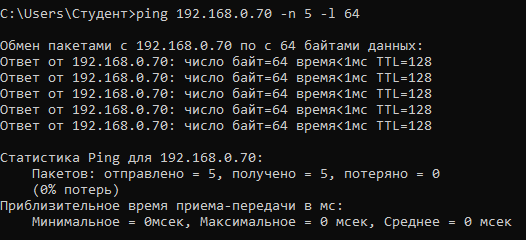 C:\Users\Студент>ping 192.168.0.70 -n 5 -l 64
Обмен пакетами с 192.168.0.70 по с 64 байтами данных:
Ответ от 192.168.0.70: число байт=64 время<1мс TTL=128
Ответ от 192.168.0.70: число байт=64 время<1мс TTL=128
Ответ от 192.168.0.70: число байт=64 время<1мс TTL=128
Ответ от 192.168.0.70: число байт=64 время<1мс TTL=128
Ответ от 192.168.0.70: число байт=64 время<1мс TTL=128
Статистика Ping для 192.168.0.70:
Пакетов: отправлено = 5, получено = 5, потеряно = 0
(0% потерь)
Приблизительное время приема-передачи в мс:
Минимальное = 0мсек, Максимальное = 0 мсек, Среднее = 0 мсек